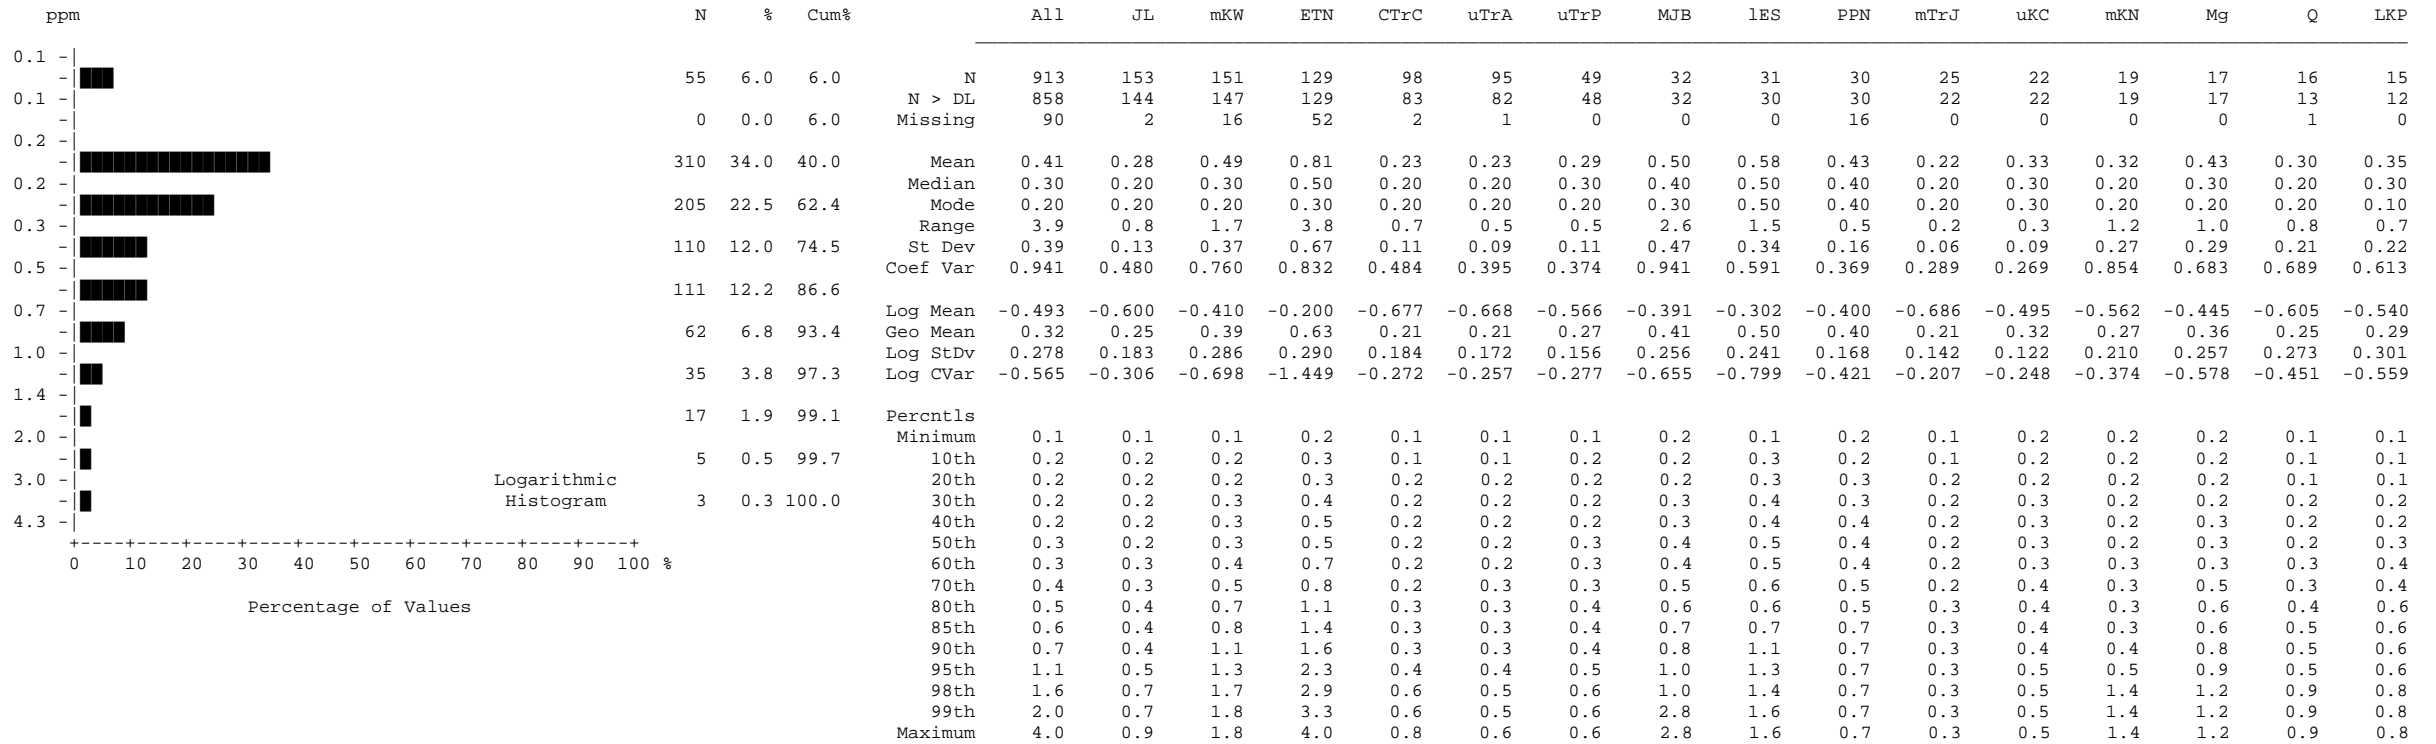 ppm N % Cum% All JL mKW ETN CTrC uTrA uTrP MJB lES PPN mTrJ uKC mKN Mg Q LKP
0.1
55 6.0 6.0 N 913 153 151 129 98 95 49 32 31 30 25 22 19 17 16 15
0.1 N > DL 858 144 147 129 83 82 48 32 30 30 22 22 19 17 13 12
0 0.0 6.0 Missing 90 2 16 52 2 1 0 0 0 16 0 0 0 0 1 0
0.2
310 34.0 40.0 Mean 0.41 0.28 0.49 0.81 0.23 0.23 0.29 0.50 0.58 0.43 0.22 0.33 0.32 0.43 0.30 0.35
0.2 Median 0.30 0.20 0.30 0.50 0.20 0.20 0.30 0.40 0.50 0.40 0.20 0.30 0.20 0.30 0.20 0.30
205 22.5 62.4 Mode 0.20 0.20 0.20 0.30 0.20 0.20 0.20 0.30 0.50 0.40 0.20 0.30 0.20 0.20 0.20 0.10
0.3 Range 3.9 0.8 1.7 3.8 0.7 0.5 0.5 2.6 1.5 0.5 0.2 0.3 1.2 1.0 0.8 0.7
110 12.0 74.5 St Dev 0.39 0.13 0.37 0.67 0.11 0.09 0.11 0.47 0.34 0.16 0.06 0.09 0.27 0.29 0.21 0.22
0.5 Coef Var 0.941 0.480 0.760 0.832 0.484 0.395 0.374 0.941 0.591 0.369 0.289 0.269 0.854 0.683 0.689 0.613
111 12.2 86.6
0.7 Log Mean -0.493 -0.600 -0.410 -0.200 -0.677 -0.668 -0.566 -0.391 -0.302 -0.400 -0.686 -0.495 -0.562 -0.445 -0.605 -0.540
62 6.8 93.4 Geo Mean 0.32 0.25 0.39 0.63 0.21 0.21 0.27 0.41 0.50 0.40 0.21 0.32 0.27 0.36 0.25 0.29
1.0 Log StDv 0.278 0.183 0.286 0.290 0.184 0.172 0.156 0.256 0.241 0.168 0.142 0.122 0.210 0.257 0.273 0.301
35 3.8 97.3 Log CVar -0.565 -0.306 -0.698 -1.449 -0.272 -0.257 -0.277 -0.655 -0.799 -0.421 -0.207 -0.248 -0.374 -0.578 -0.451 -0.559
1.4
17 1.9 99.1 Percntls
2.0 Minimum 0.1 0.1 0.1 0.2 0.1 0.1 0.1 0.2 0.1 0.2 0.1 0.2 0.2 0.2 0.1 0.1
5 0.5 99.7 10th 0.2 0.2 0.2 0.3 0.1 0.1 0.2 0.2 0.3 0.2 0.1 0.2 0.2 0.2 0.1 0.1
3.0 Logarithmic 20th 0.2 0.2 0.2 0.3 0.2 0.2 0.2 0.2 0.3 0.3 0.2 0.2 0.2 0.2 0.1 0.1
Histogram 3 0.3 100.0 30th 0.2 0.2 0.3 0.4 0.2 0.2 0.2 0.3 0.4 0.3 0.2 0.3 0.2 0.2 0.2 0.2
4.3 40th 0.2 0.2 0.3 0.5 0.2 0.2 0.2 0.3 0.4 0.4 0.2 0.3 0.2 0.3 0.2 0.2
50th 0.3 0.2 0.3 0.5 0.2 0.2 0.3 0.4 0.5 0.4 0.2 0.3 0.2 0.3 0.2 0.3
0 10 20 30 40 50 60 70 80 90 100 % 60th 0.3 0.3 0.4 0.7 0.2 0.2 0.3 0.4 0.5 0.4 0.2 0.3 0.3 0.3 0.3 0.4
70th 0.4 0.3 0.5 0.8 0.2 0.3 0.3 0.5 0.6 0.5 0.2 0.4 0.3 0.5 0.3 0.4
Percentage of Values 80th 0.5 0.4 0.7 1.1 0.3 0.3 0.4 0.6 0.6 0.5 0.3 0.4 0.3 0.6 0.4 0.6
85th 0.6 0.4 0.8 1.4 0.3 0.3 0.4 0.7 0.7 0.7 0.3 0.4 0.3 0.6 0.5 0.6
90th 0.7 0.4 1.1 1.6 0.3 0.3 0.4 0.8 1.1 0.7 0.3 0.4 0.4 0.8 0.5 0.6
95th 1.1 0.5 1.3 2.3 0.4 0.4 0.5 1.0 1.3 0.7 0.3 0.5 0.5 0.9 0.5 0.6
98th 1.6 0.7 1.7 2.9 0.6 0.5 0.6 1.0 1.4 0.7 0.3 0.5 1.4 1.2 0.9 0.8
99th 2.0 0.7 1.8 3.3 0.6 0.5 0.6 2.8 1.6 0.7 0.3 0.5 1.4 1.2 0.9 0.8
Maximum 4.0 0.9 1.8 4.0 0.8 0.6 0.6 2.8 1.6 0.7 0.3 0.5 1.4 1.2 0.9 0.8